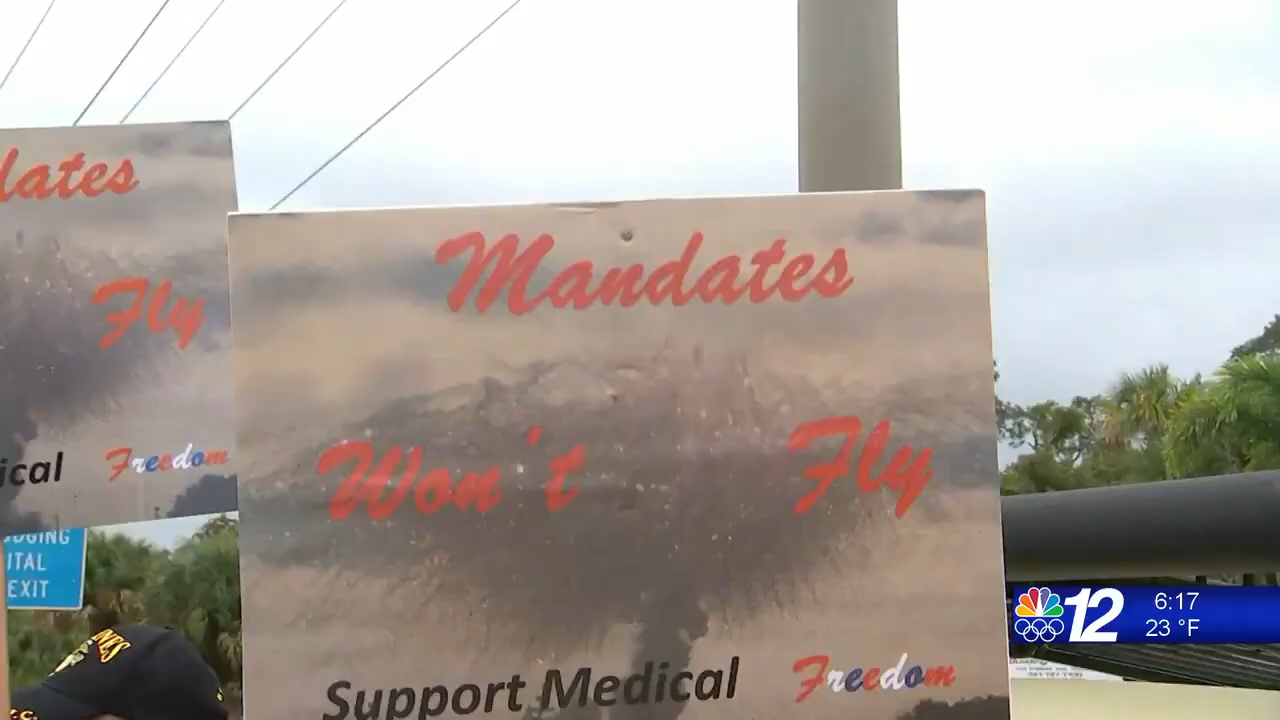 Mandates
Won't Fly
Support Medical Freedom
dates
Fly
ical Freedom
ITAL
EXIT
12
6:17
23 °F